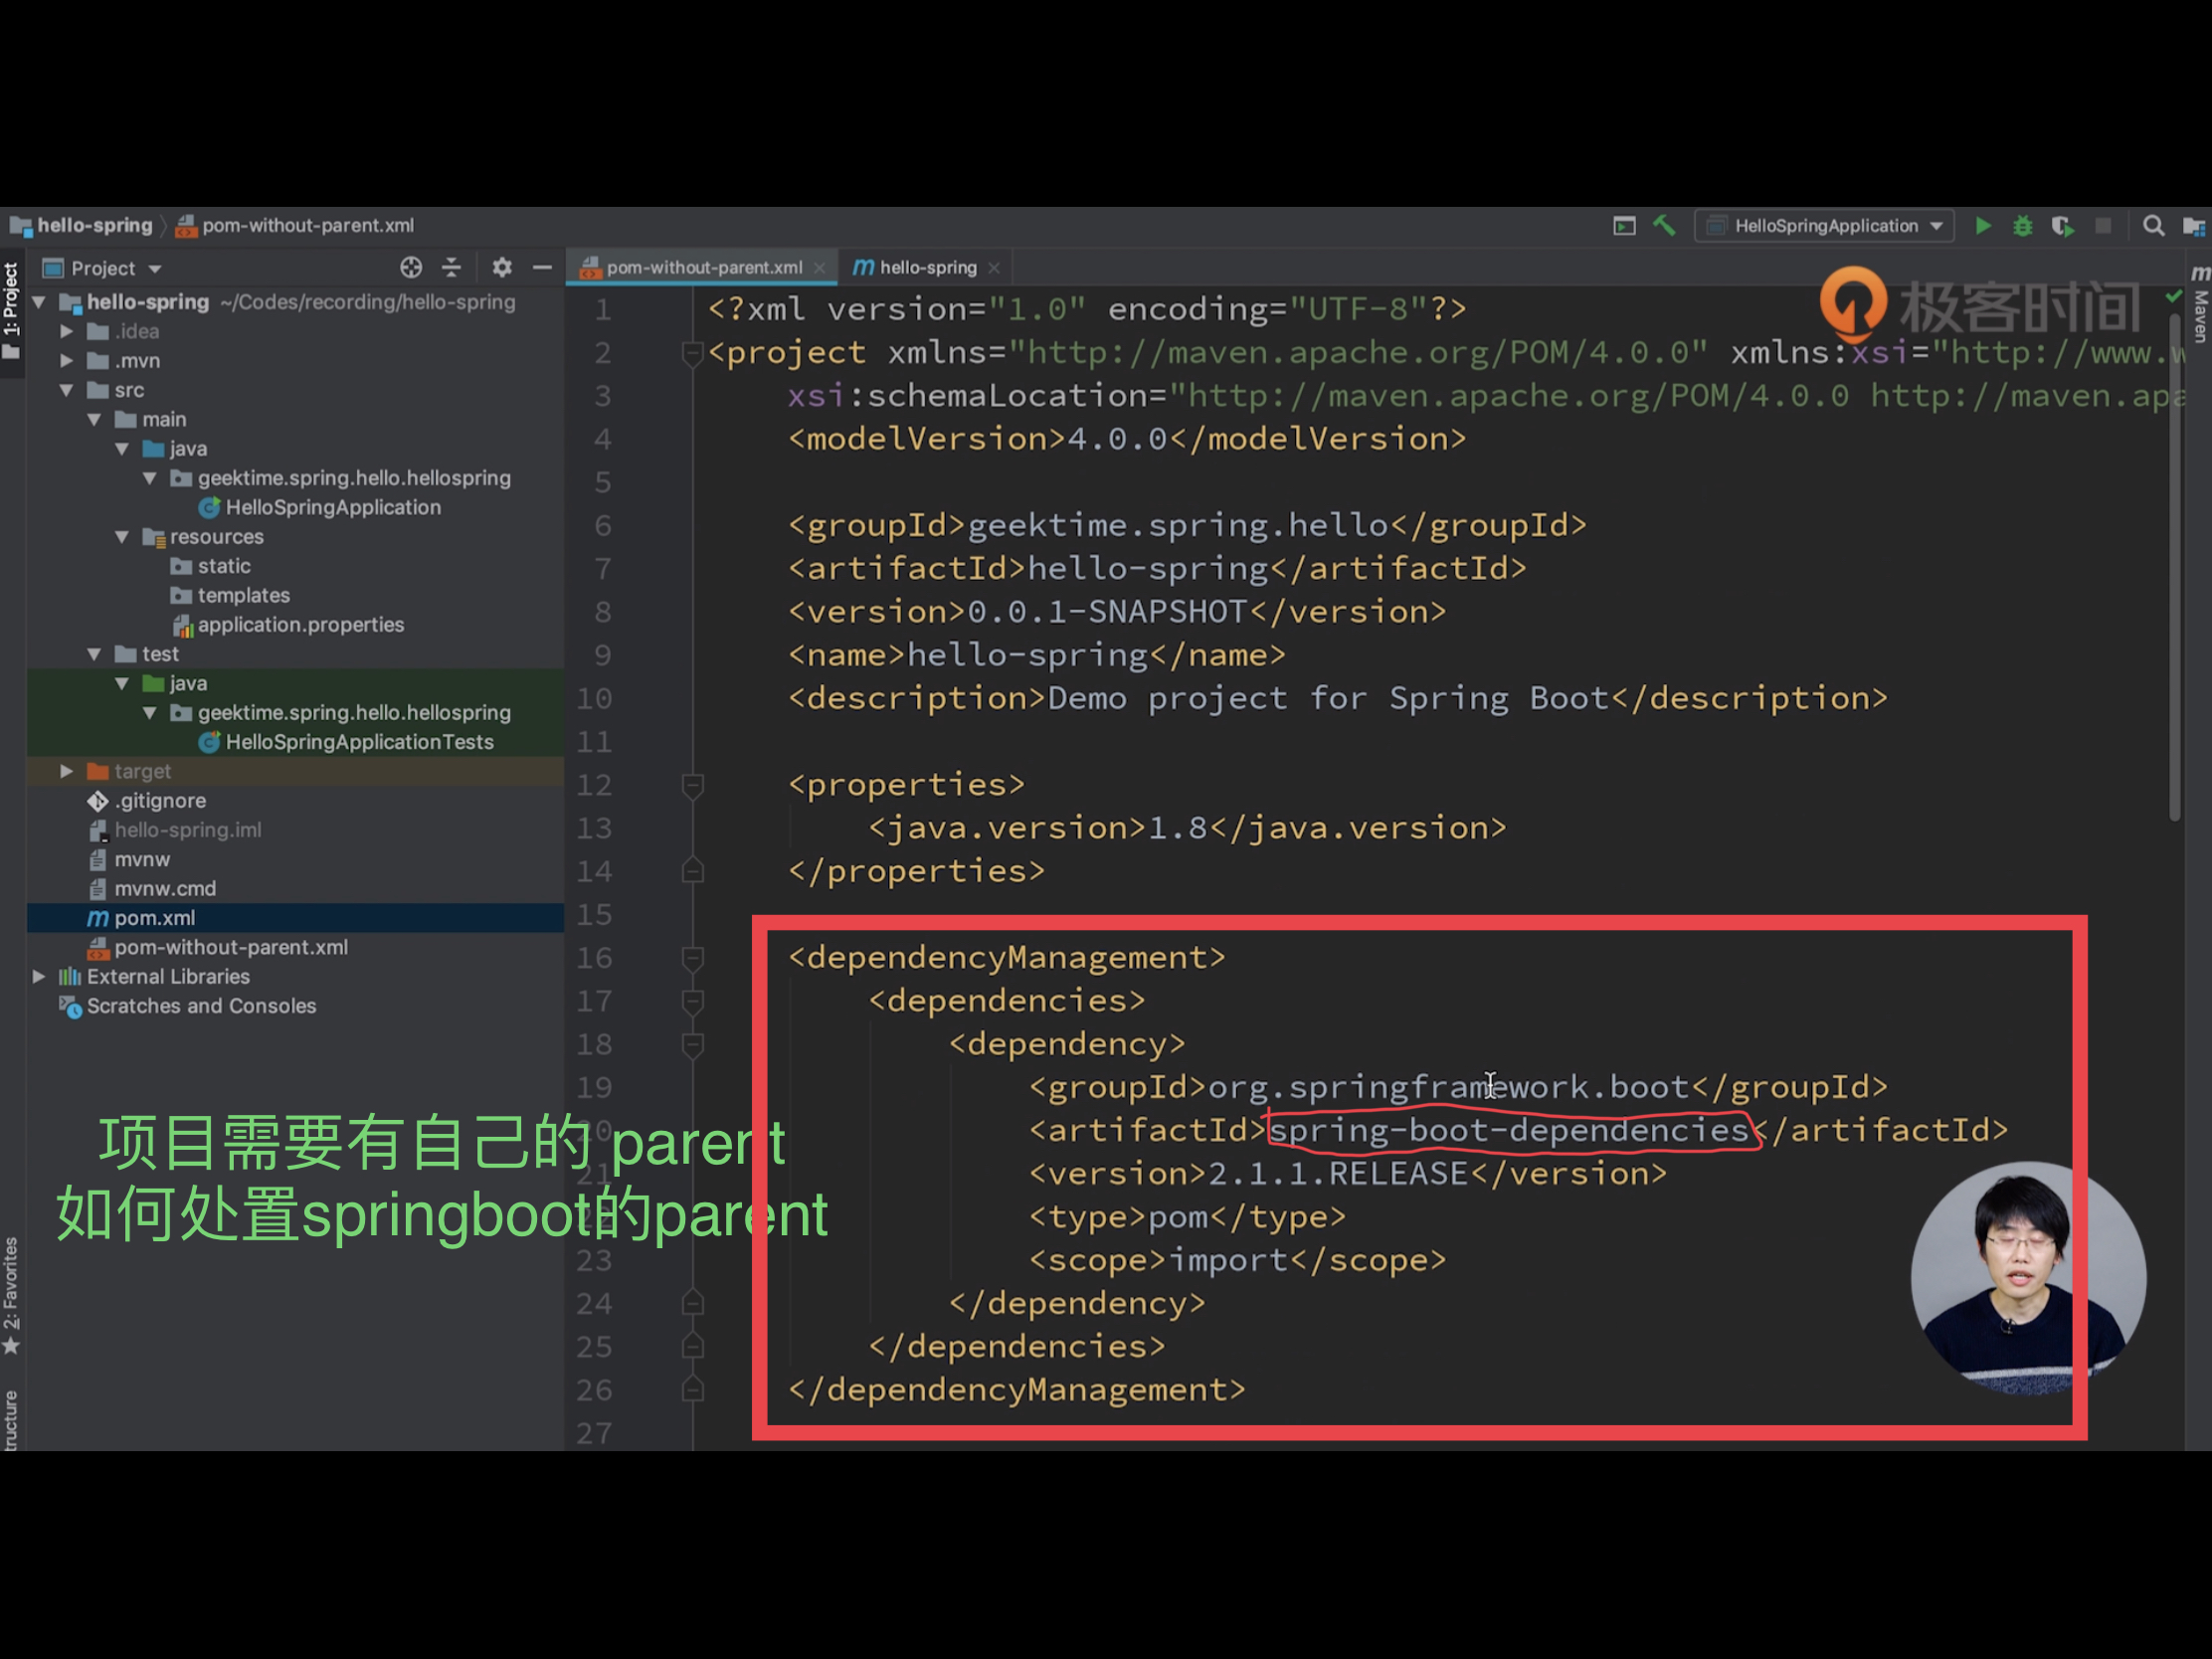 hello-spring pom-without-parent.xml HelloSpringApplication
Project
pom-without-parent.xml hello-spring
1: Project
Maven
极客时间
hello-spring ~/Codes/recording/hello-spring
.idea
.mvn
src
main
java
geektime.spring.hello.hellospring
HelloSpringApplication
resources
static
templates
application.properties
test
java
geektime.spring.hello.hellospring
HelloSpringApplicationTests
target
.gitignore
hello-spring.iml
mvnw
mvnw.cmd
pom.xml
pom-without-parent.xml
External Libraries
Scratches and Consoles
2: Favorites
ructure
1 <?xml version="1.0" encoding="UTF-8"?>
2 <project xmlns="http://maven.apache.org/POM/4.0.0" xmlns:xsi="http://www.w
3 xsi:schemaLocation="http://maven.apache.org/POM/4.0.0 http://maven.apa
4 <modelVersion>4.0.0</modelVersion>
5
6 <groupId>geektime.spring.hello</groupId>
7 <artifactId>hello-spring</artifactId>
8 <version>0.0.1-SNAPSHOT</version>
9 <name>hello-spring</name>
10 <description>Demo project for Spring Boot</description>
11
12 <properties>
13 <java.version>1.8</java.version>
14 </properties>
15
16 <dependencyManagement>
17 <dependencies>
18 <dependency>
19 <groupId>org.springframework.boot</groupId>
20 <artifactId>spring-boot-dependencies</artifactId>
21 <version>2.1.1.RELEASE</version>
22 <type>pom</type>
23 <scope>import</scope>
24 </dependency>
25 </dependencies>
26 </dependencyManagement>
27
项目需要有自己的 parent
如何处置springboot的parent